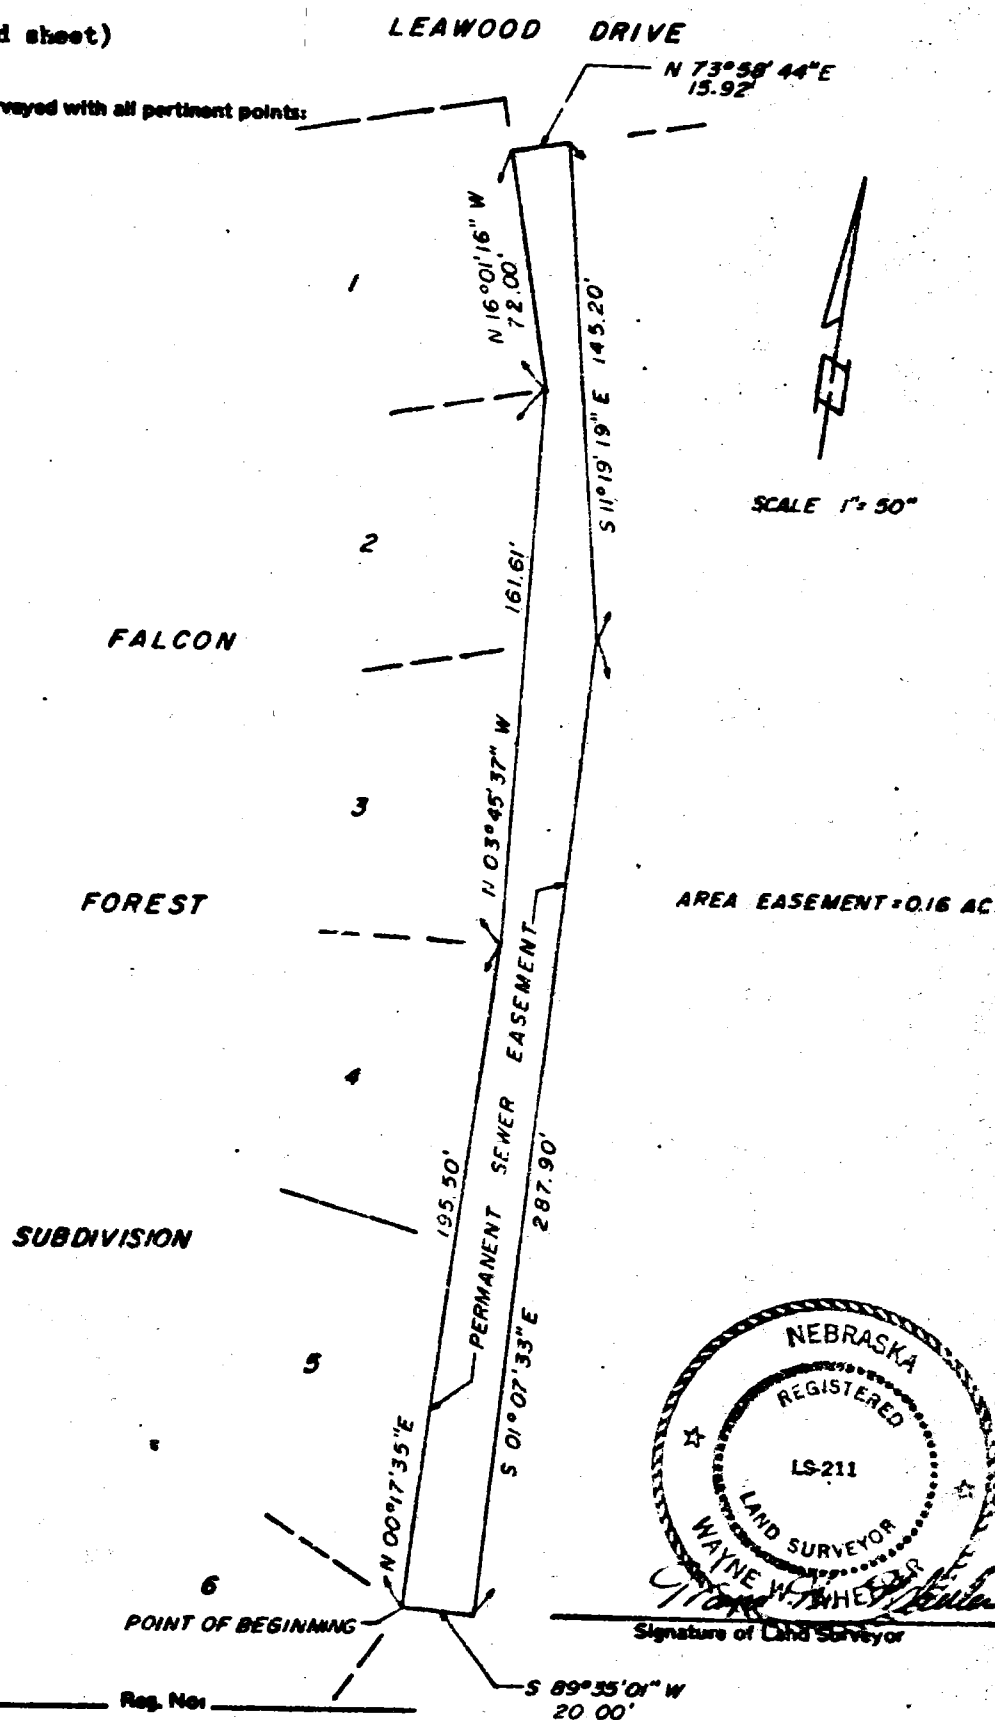 d sheet)
LEAWOOD DRIVE
N 73°58'44"E
15.92'
veyed with all pertinent points:
N 16°01'16" W
72.00'
1
S 11°19'19" E 145.20'
SCALE 1"= 50"
2
161.61'
FALCON
N 03°45'37" W
3
FOREST
AREA EASEMENT = 0.16 AC
PERMANENT SEWER EASEMENT
4
195.50'
287.90'
SUBDIVISION
S 01°07'33" E
5
N 00°17'35"E
NEBRASKA
REGISTERED
LS-211
LAND SURVEYOR
WAYNE W.
6
POINT OF BEGINNING
Signature of Land Surveyor
S 89°35'01" W
20 00'
Reg. No: